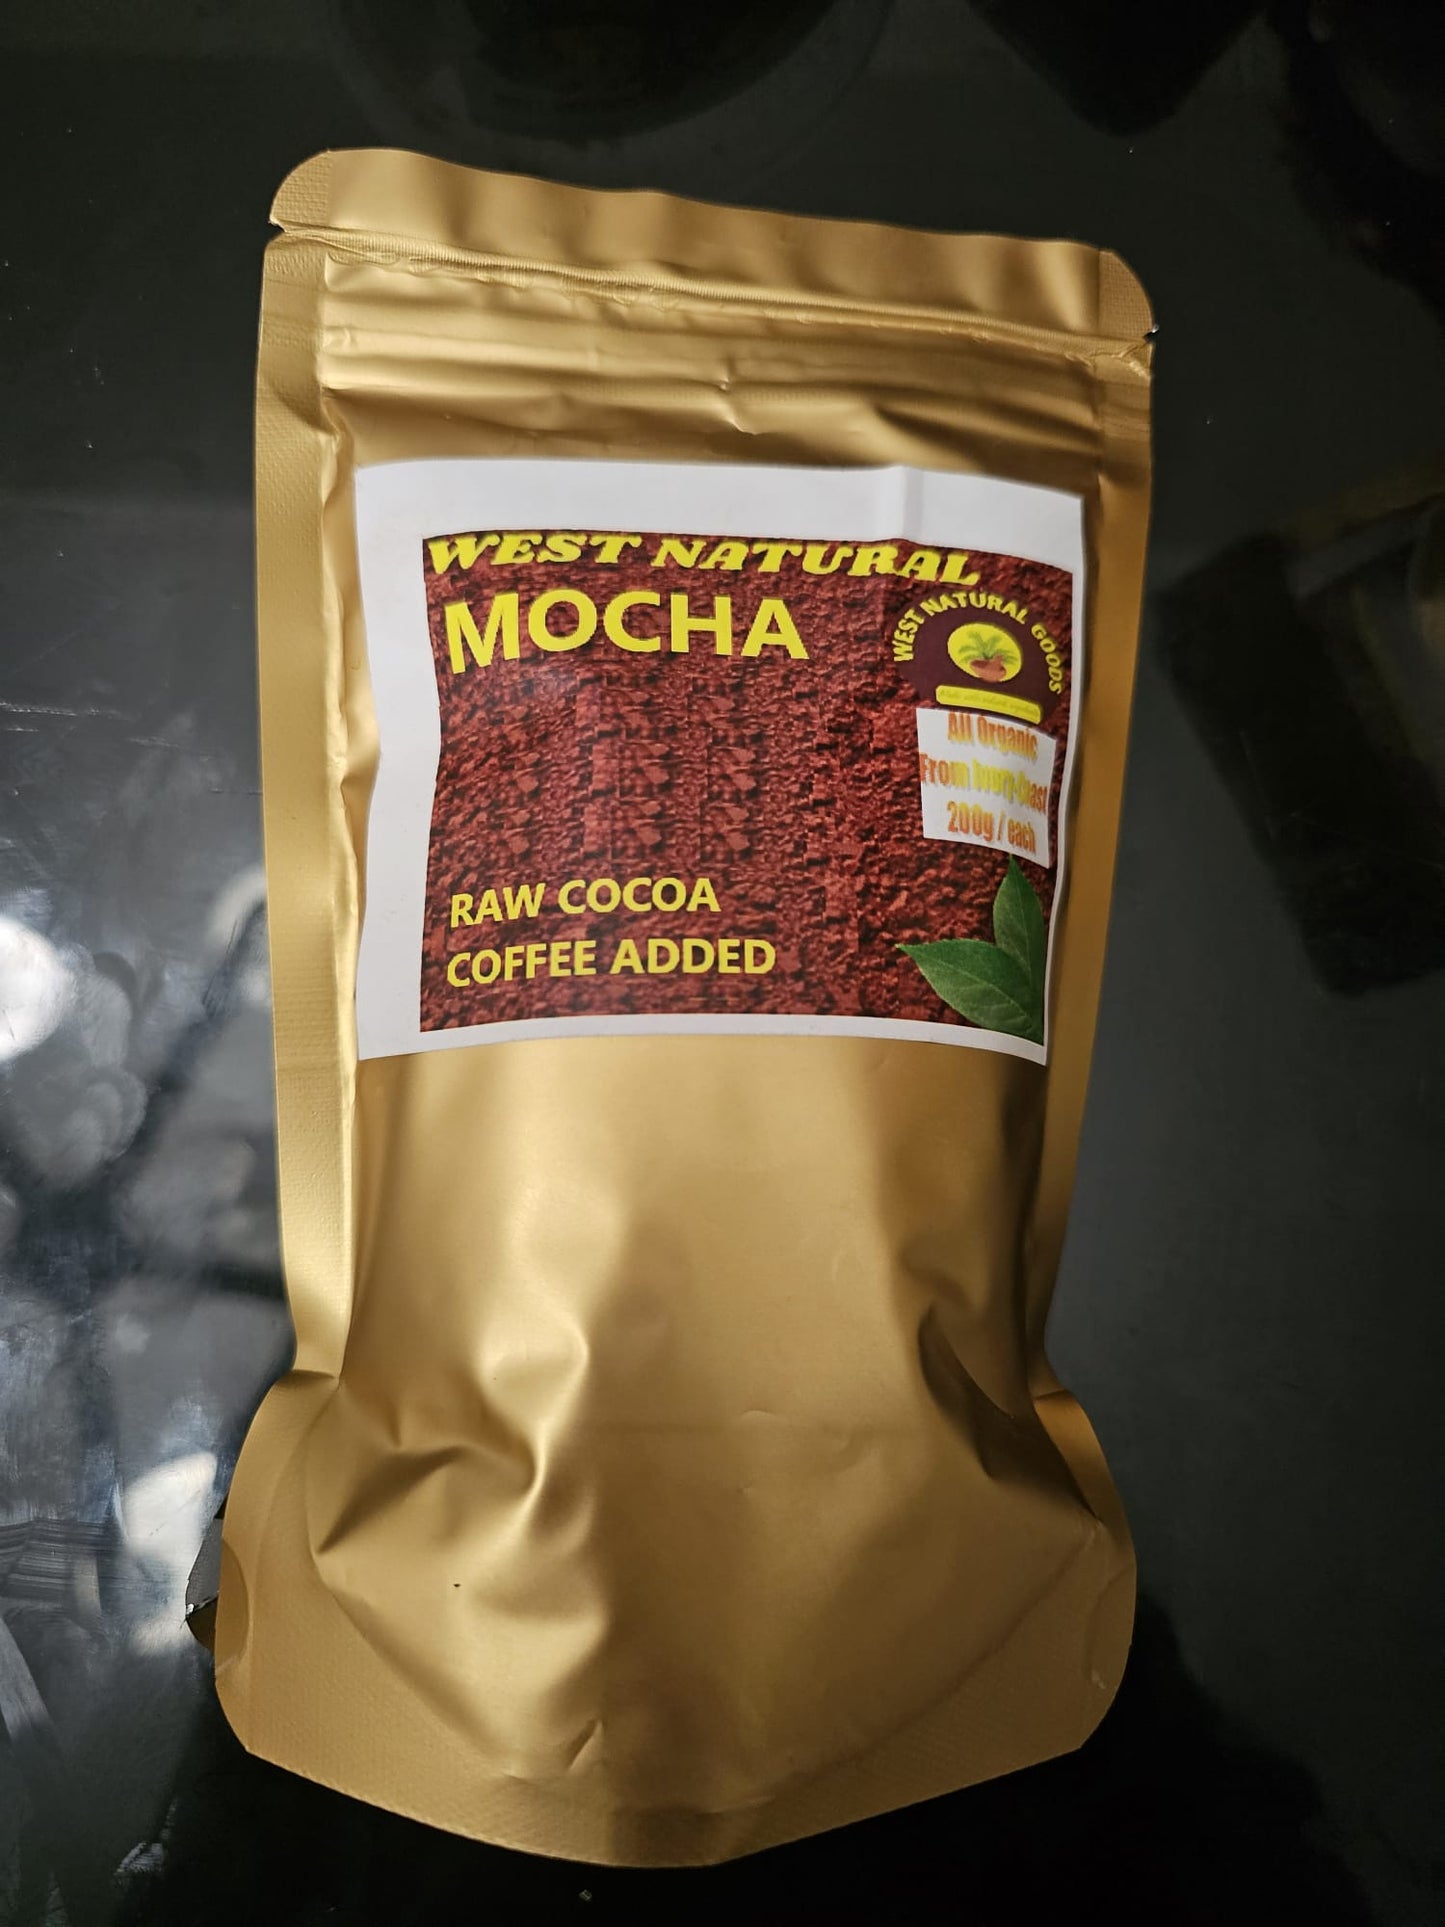 WEST NATURAL
MOCHA
WEST NATURAL GOODS
All Organic
From Ivory-Coast
200g / each
RAW COCOA
COFFEE ADDED